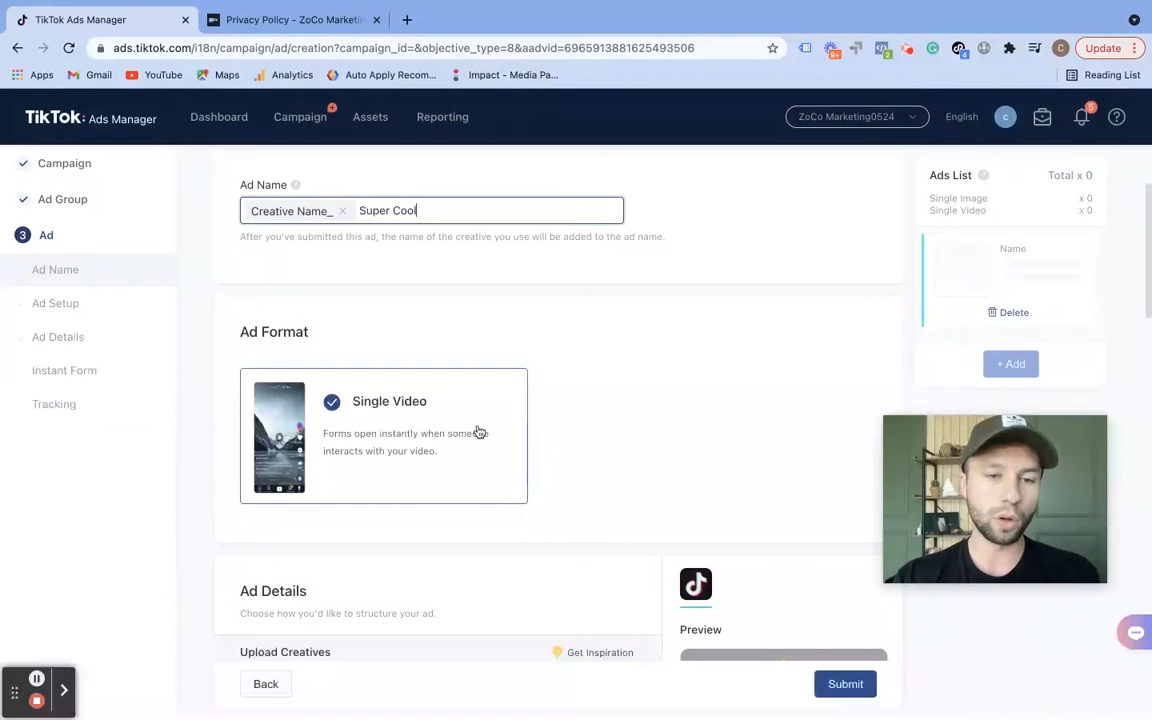 TikTok Ads Manager
Privacy Policy – ZoCo Marketin
ads.tiktok.com/i18n/campaign/ad/creation?campaign_id=&objective_type=8&aadvid=6965913881625493506
9+
2
4
C
Update
Apps
Gmail
YouTube
Maps
Analytics
Auto Apply Recom...
Impact - Media Pa...
Reading List
TikTok: Ads Manager
Dashboard
Campaign
Assets
Reporting
ZoCo Marketing0524
English
c
5
Campaign
Ad Group
3 Ad
Ad Name
Ad Setup
Ad Details
Instant Form
Tracking
Ad Name
Creative Name_ × Super Cool
After you've submitted this ad, the name of the creative you use will be added to the ad name.
Ad Format
Single Video
Forms open instantly when someone
interacts with your video.
Ad Details
Choose how you'd like to structure your ad.
Upload Creatives
Get Inspiration
Preview
Back
Submit
Ads List
Total x 0
Single Image x 0
Single Video x 0
Name
Delete
+ Add